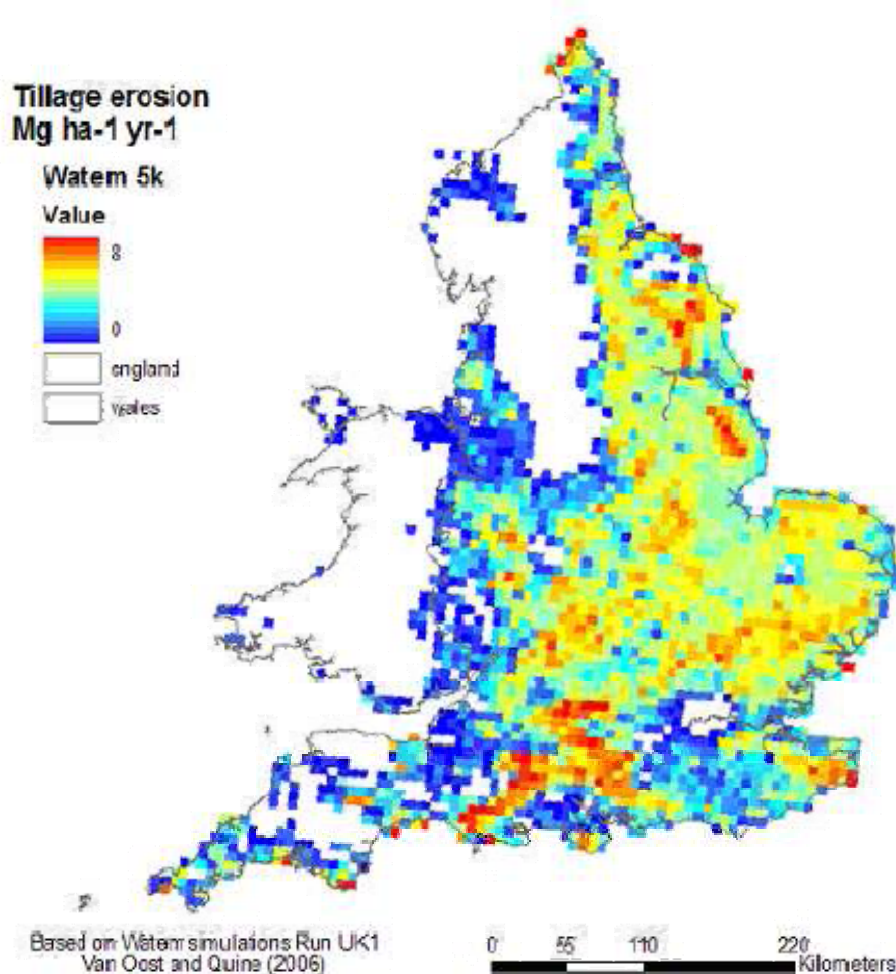 Tillage erosion
Mg ha-1 yr-1
Watem 5k
Value
8
0
england
wales
Based on Watem simulations Run UK1
Van Oost and Quine (2006)
0 55 110 220
Kilometers